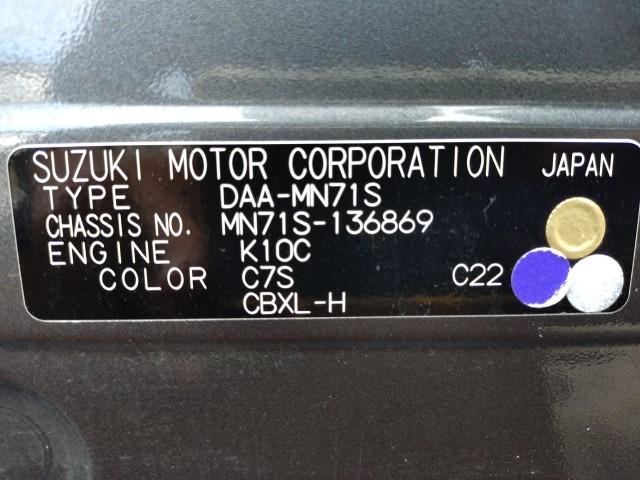 SUZUKI MOTOR CORPORATION JAPAN
TYPE DAA-MN71S
CHASSIS NO. MN71S-136869
ENGINE K10C
COLOR C7S C22
CBXL-H